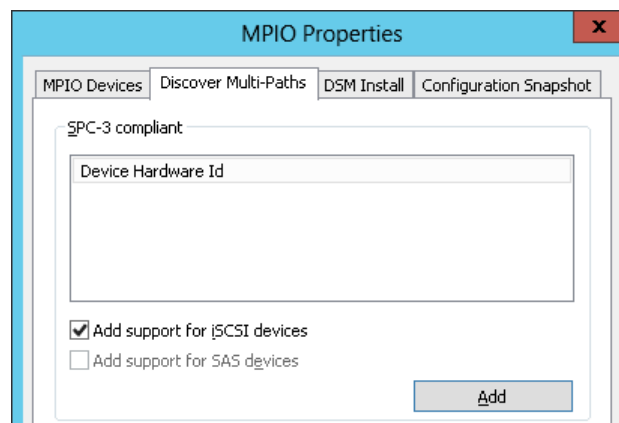 MPIO Properties
x
MPIO Devices Discover Multi-Paths DSM Install Configuration Snapshot
SPC-3 compliant
Device Hardware Id
Add support for iSCSI devices
Add support for SAS devices
Add